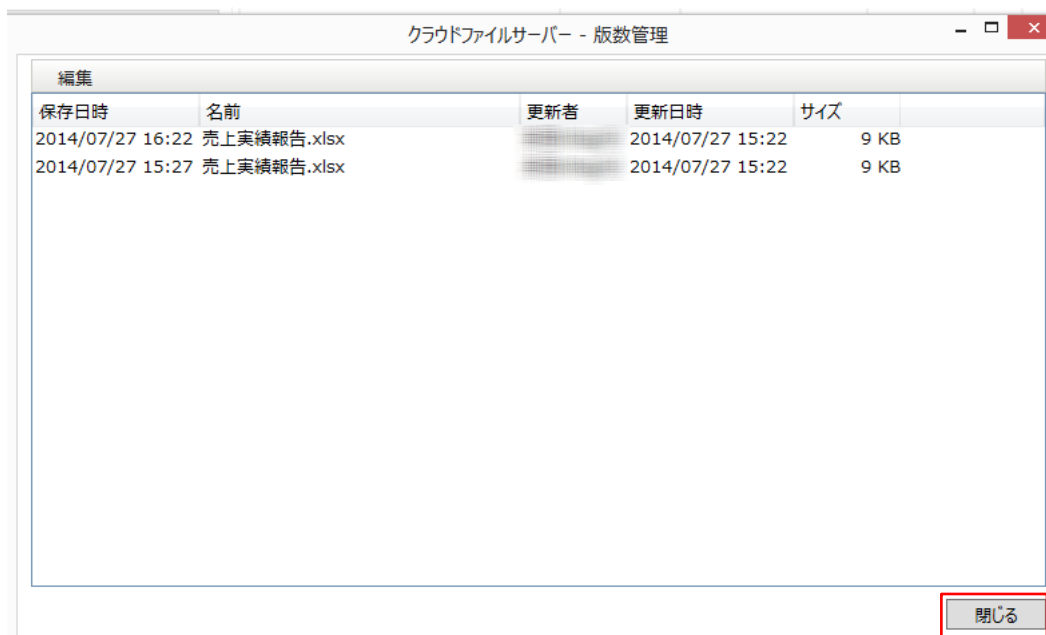 クラウドファイルサーバー - 版数管理
編集
保存日時 名前 更新者 更新日時 サイズ
2014/07/27 16:22 売上実績報告.xlsx 2014/07/27 15:22 9 KB
2014/07/27 15:27 売上実績報告.xlsx 2014/07/27 15:22 9 KB
閉じる